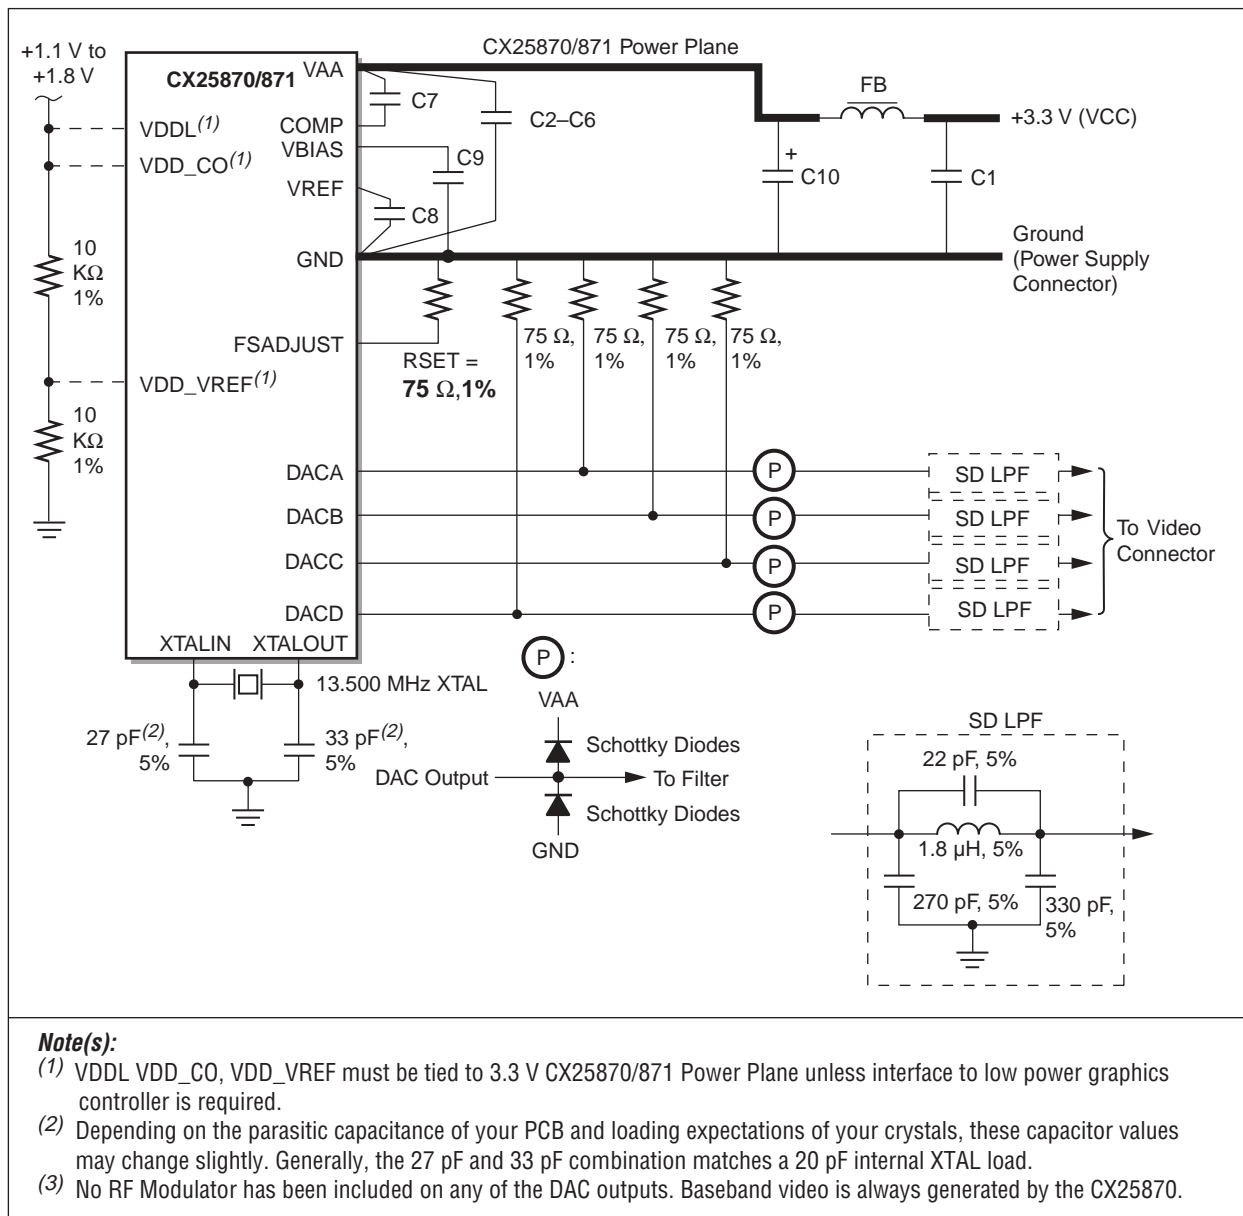 +1.1 V to
+1.8 V
CX25870/871
VAA
CX25870/871 Power Plane
FB
C7
C2–C6
+3.3 V (VCC)
VDDL(1)
COMP
VDD_CO(1)
VBIAS
C9
+
C10
C1
VREF
C8
10
KΩ
1%
GND
Ground
(Power Supply
Connector)
FSADJUST
RSET =
75 Ω,1%
75 Ω,
1%
75 Ω,
1%
75 Ω,
1%
75 Ω,
1%
VDD_VREF(1)
10
KΩ
1%
DACA
P
SD LPF
DACB
P
SD LPF
To Video
Connector
DACC
P
SD LPF
DACD
P
SD LPF
XTALIN
XTALOUT
P :
13.500 MHz XTAL
VAA
27 pF(2),
5%
33 pF(2),
5%
Schottky Diodes
DAC Output
To Filter
Schottky Diodes
GND
SD LPF
22 pF, 5%
1.8 µH, 5%
270 pF, 5%
330 pF,
5%
Note(s):
(1) VDDL VDD_CO, VDD_VREF must be tied to 3.3 V CX25870/871 Power Plane unless interface to low power graphics
controller is required.
(2) Depending on the parasitic capacitance of your PCB and loading expectations of your crystals, these capacitor values
may change slightly. Generally, the 27 pF and 33 pF combination matches a 20 pF internal XTAL load.
(3) No RF Modulator has been included on any of the DAC outputs. Baseband video is always generated by the CX25870.